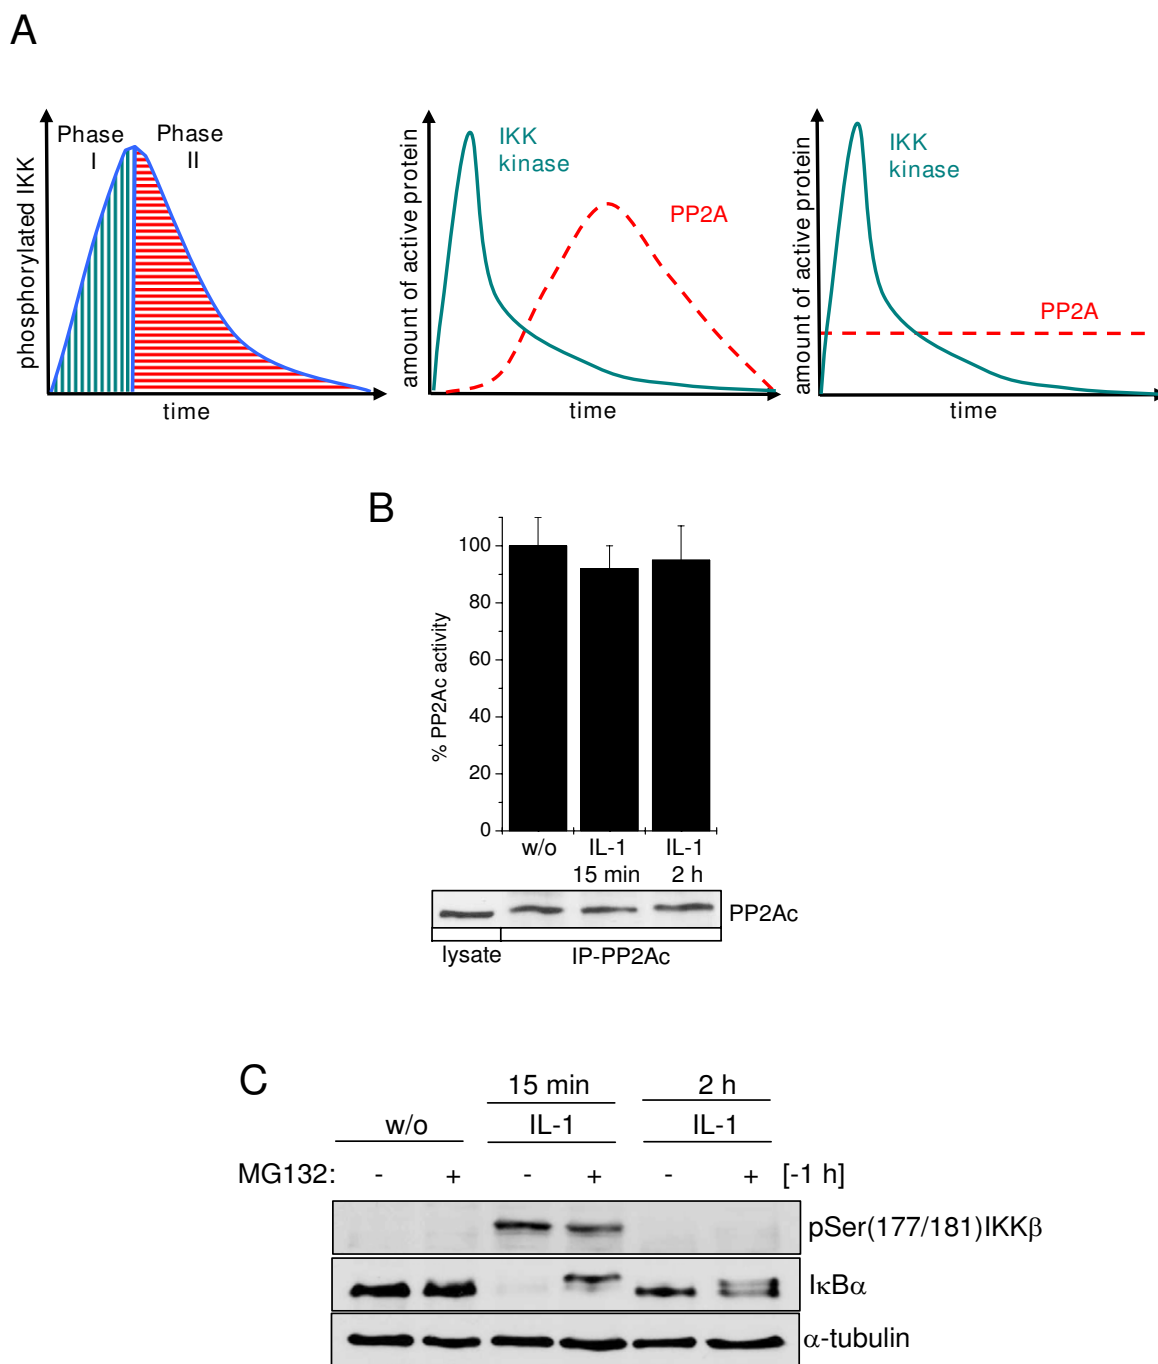 A
phosphorylated IKK
Phase
I
Phase
II
time
amount of active protein
IKK
kinase
PP2A
time
amount of active protein
IKK
kinase
PP2A
time
B
% PP2Ac activity
100
80
60
40
20
0
w/o IL-1 IL-1
15 min 2 h
PP2Ac
lysate IP-PP2Ac
C
15 min 2 h
w/o IL-1 IL-1
MG132: - + - + - + [-1 h]
pSer(177/181)IKKβ
IκBα
α-tubulin